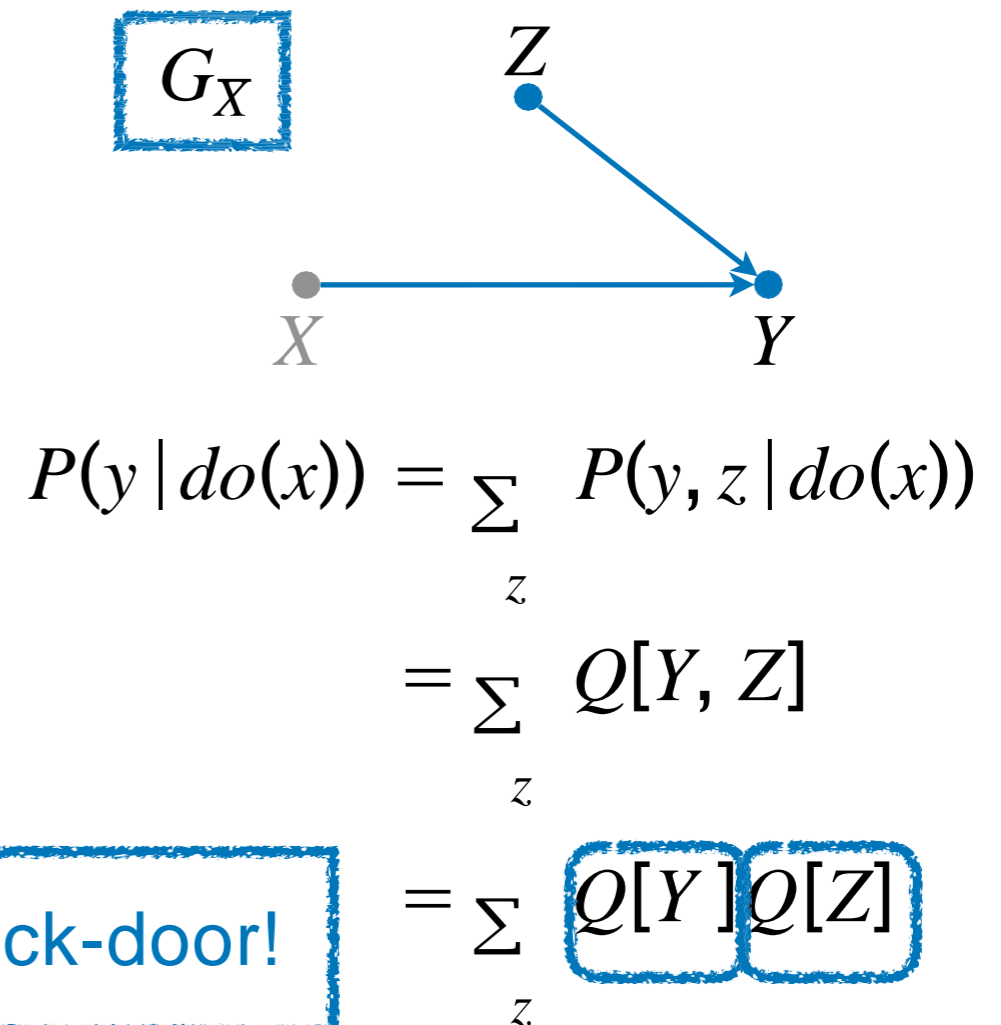 G_X̅
Z
X
Y
P(y | do(x)) = ∑ P(y, z | do(x))
z
= ∑ Q[Y, Z]
z
= ∑ Q[Y]Q[Z]
z
ck-door!